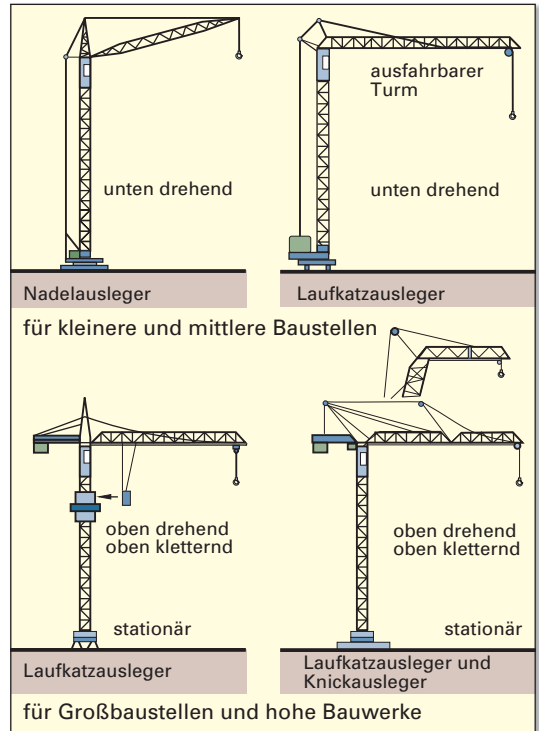 ausfahrbarer
Turm
unten drehend
unten drehend
Nadelausleger
Laufkatzausleger
für kleinere und mittlere Baustellen
oben drehend
oben kletternd
oben drehend
oben kletternd
stationär
stationär
Laufkatzausleger
Laufkatzausleger und
Knickausleger
für Großbaustellen und hohe Bauwerke